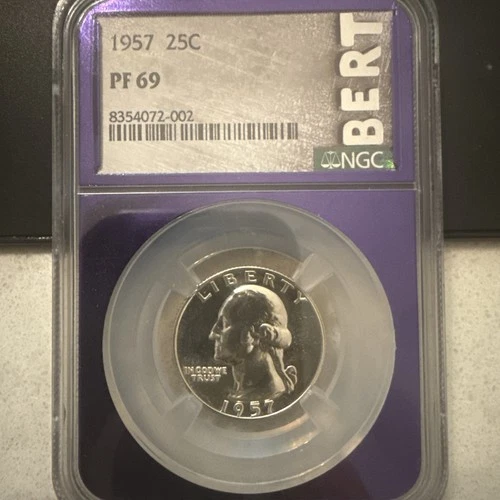 1957 25C
PF 69
8354072-002
BERT
NGC
LIBERTY
IN GOD WE
TRUST
1957